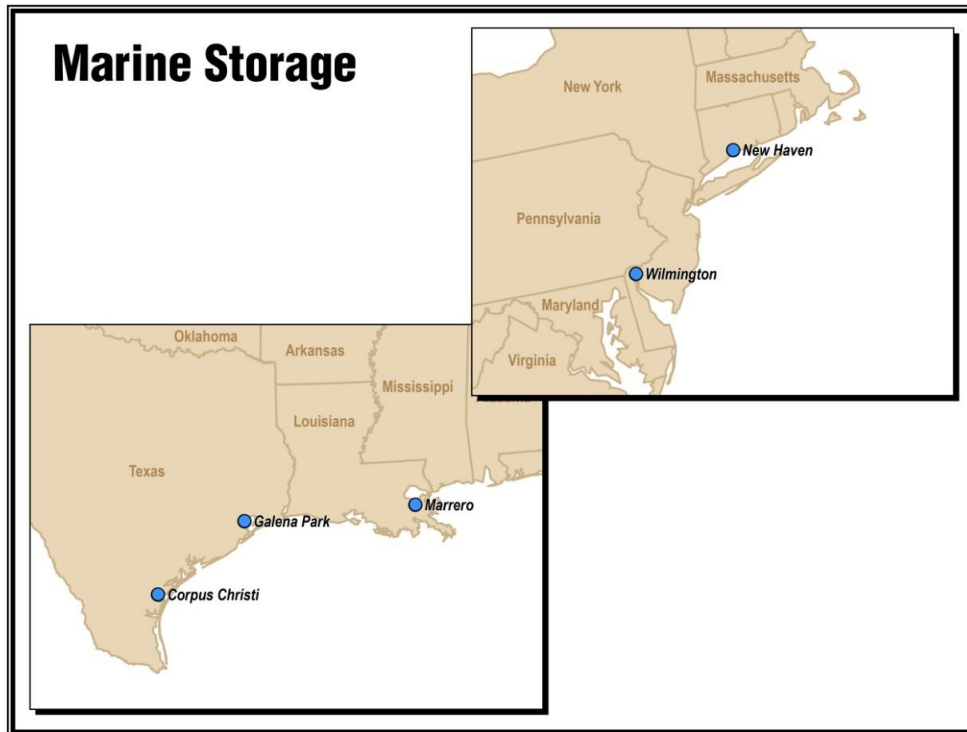 Marine Storage
New York
Massachusetts
New Haven
Pennsylvania
Wilmington
Maryland
Virginia
Oklahoma
Arkansas
Mississippi
Louisiana
Texas
Marrero
Galena Park
Corpus Christi